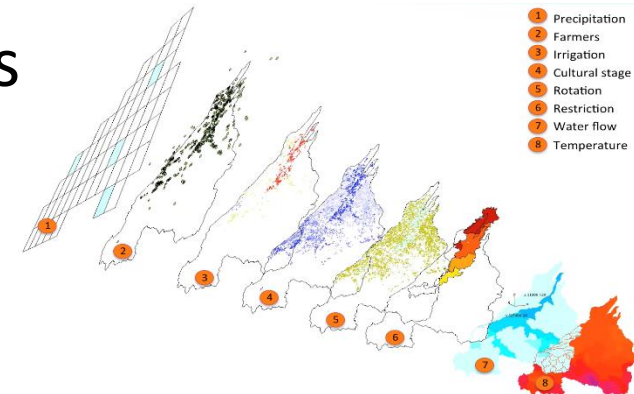 s
1 Precipitation
2 Farmers
3 Irrigation
4 Cultural stage
5 Rotation
6 Restriction
7 Water flow
8 Temperature
1
2
3
4
5
6
7
8